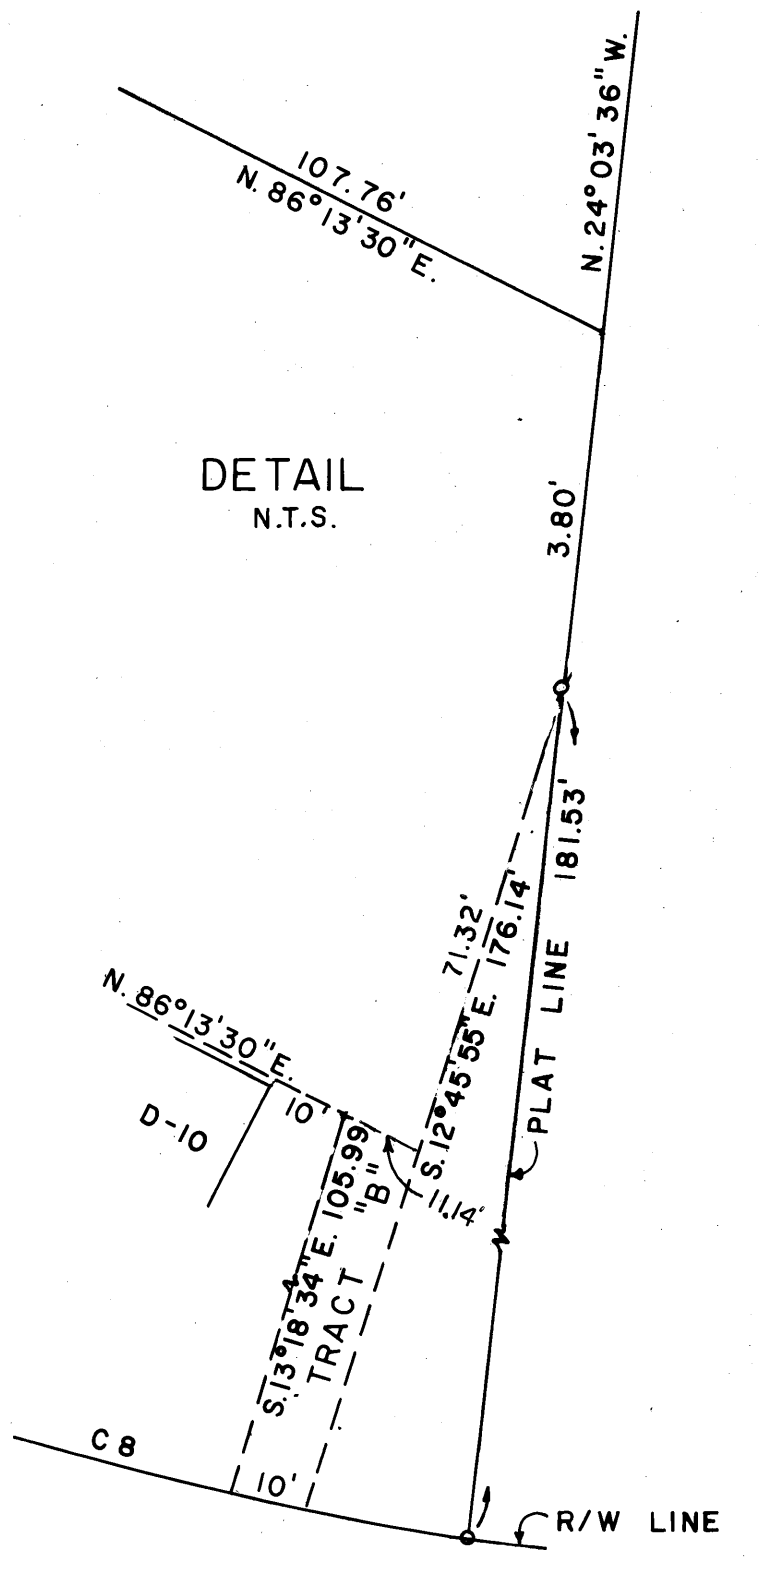 N. 24°03'36"W.
107.76'
N. 86°13'30"E.
DETAIL
N.T.S.
3.80'
181.53'
71.32'
176.14'
S. 12°45'55"E.
PLAT LINE
N. 86°13'30"E.
10'
D-10
105.99
S. 13°18'34"E.
"B"
TRACT
11.14'
C 8
10'
R/W LINE